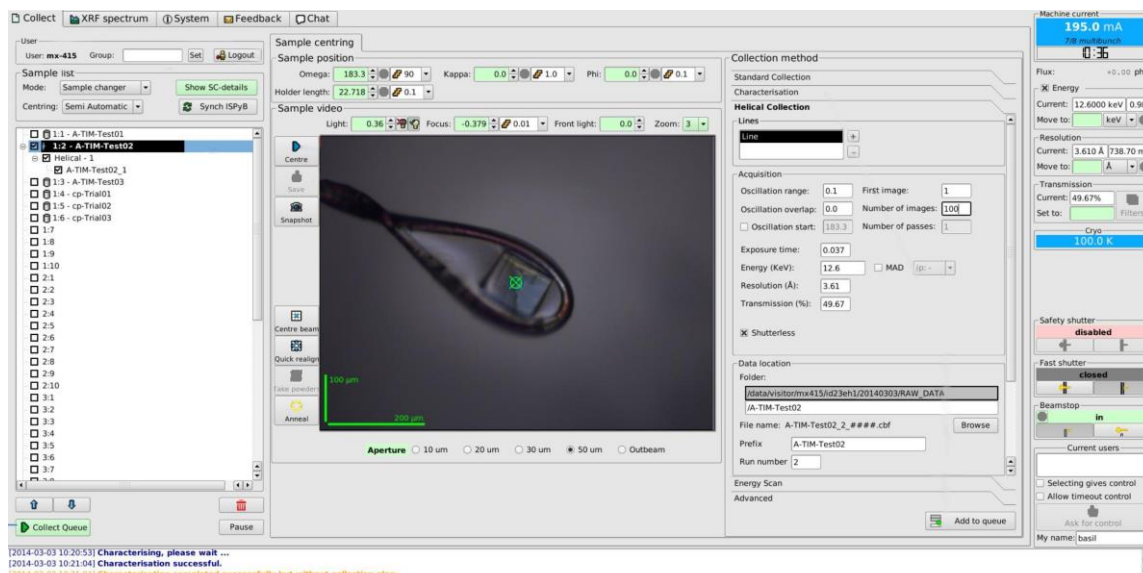 Collect XRF spectrum System Feedback Chat
User
User: mx-415 Group: Set Logout
Sample list
Mode: Sample changer Show SC-details
Centring: Semi Automatic Synch ISPyB
1:1 - A-TIM-Test01
1:2 - A-TIM-Test02
Helical - 1
A-TIM-Test02_1
1:3 - A-TIM-Test03
1:4 - cp-Trial01
1:5 - cp-Trial02
1:6 - cp-Trial03
1:7
1:8
1:9
1:10
2:1
2:2
2:3
2:4
2:5
2:6
2:7
2:8
2:9
2:10
3:1
3:2
3:3
3:4
3:5
3:6
3:7
Collect Queue Pause
Sample centring
Sample position
Omega: 183.3 90 Kappa: 0.0 1.0 Phi: 0.0 0.1
Holder length: 22.718 0.1
Sample video
Light: 0.36 Focus: -0.379 0.01 Front light: 0.0 Zoom: 3
Centre
Save
Snapshot
Centre beam
Quick realign
Take powders
Anneal
100 µm
200 µm
Aperture 10 um 20 um 30 um 50 um Outbeam
Collection method
Standard Collection
Characterisation
Helical Collection
Lines
Line
+
-
Acquisition
Oscillation range: 0.1 First image: 1
Oscillation overlap: 0.0 Number of images: 100
Oscillation start: 183.3 Number of passes: 1
Exposure time: 0.037
Energy (KeV): 12.6 MAD ip: -
Resolution (Å): 3.61
Transmission (%): 49.67
Shutterless
Data location
Folder:
/data/visitor/mx415/id23eh1/20140303/RAW_DATA
/A-TIM-Test02
File name: A-TIM-Test02_2_####.cbf Browse
Prefix A-TIM-Test02
Run number 2
Energy Scan
Advanced
Add to queue
Machine current
195.0 mA
7/8 multibunch
0:36
Flux: +0.00 ph
Energy
Current: 12.6000 keV 0.98
Move to: keV
Resolution
Current: 3.610 Å 738.70 m
Move to: Å
Transmission
Current: 49.67%
Set to: Filters
Cryo
100.0 K
Safety shutter
disabled
Fast shutter
closed
Beamstop
in
Current users
Selecting gives control
Allow timeout control
Ask for control
My name: basil
[2014-03-03 10:20:53] Characterising, please wait ...
[2014-03-03 10:21:04] Characterisation successful.